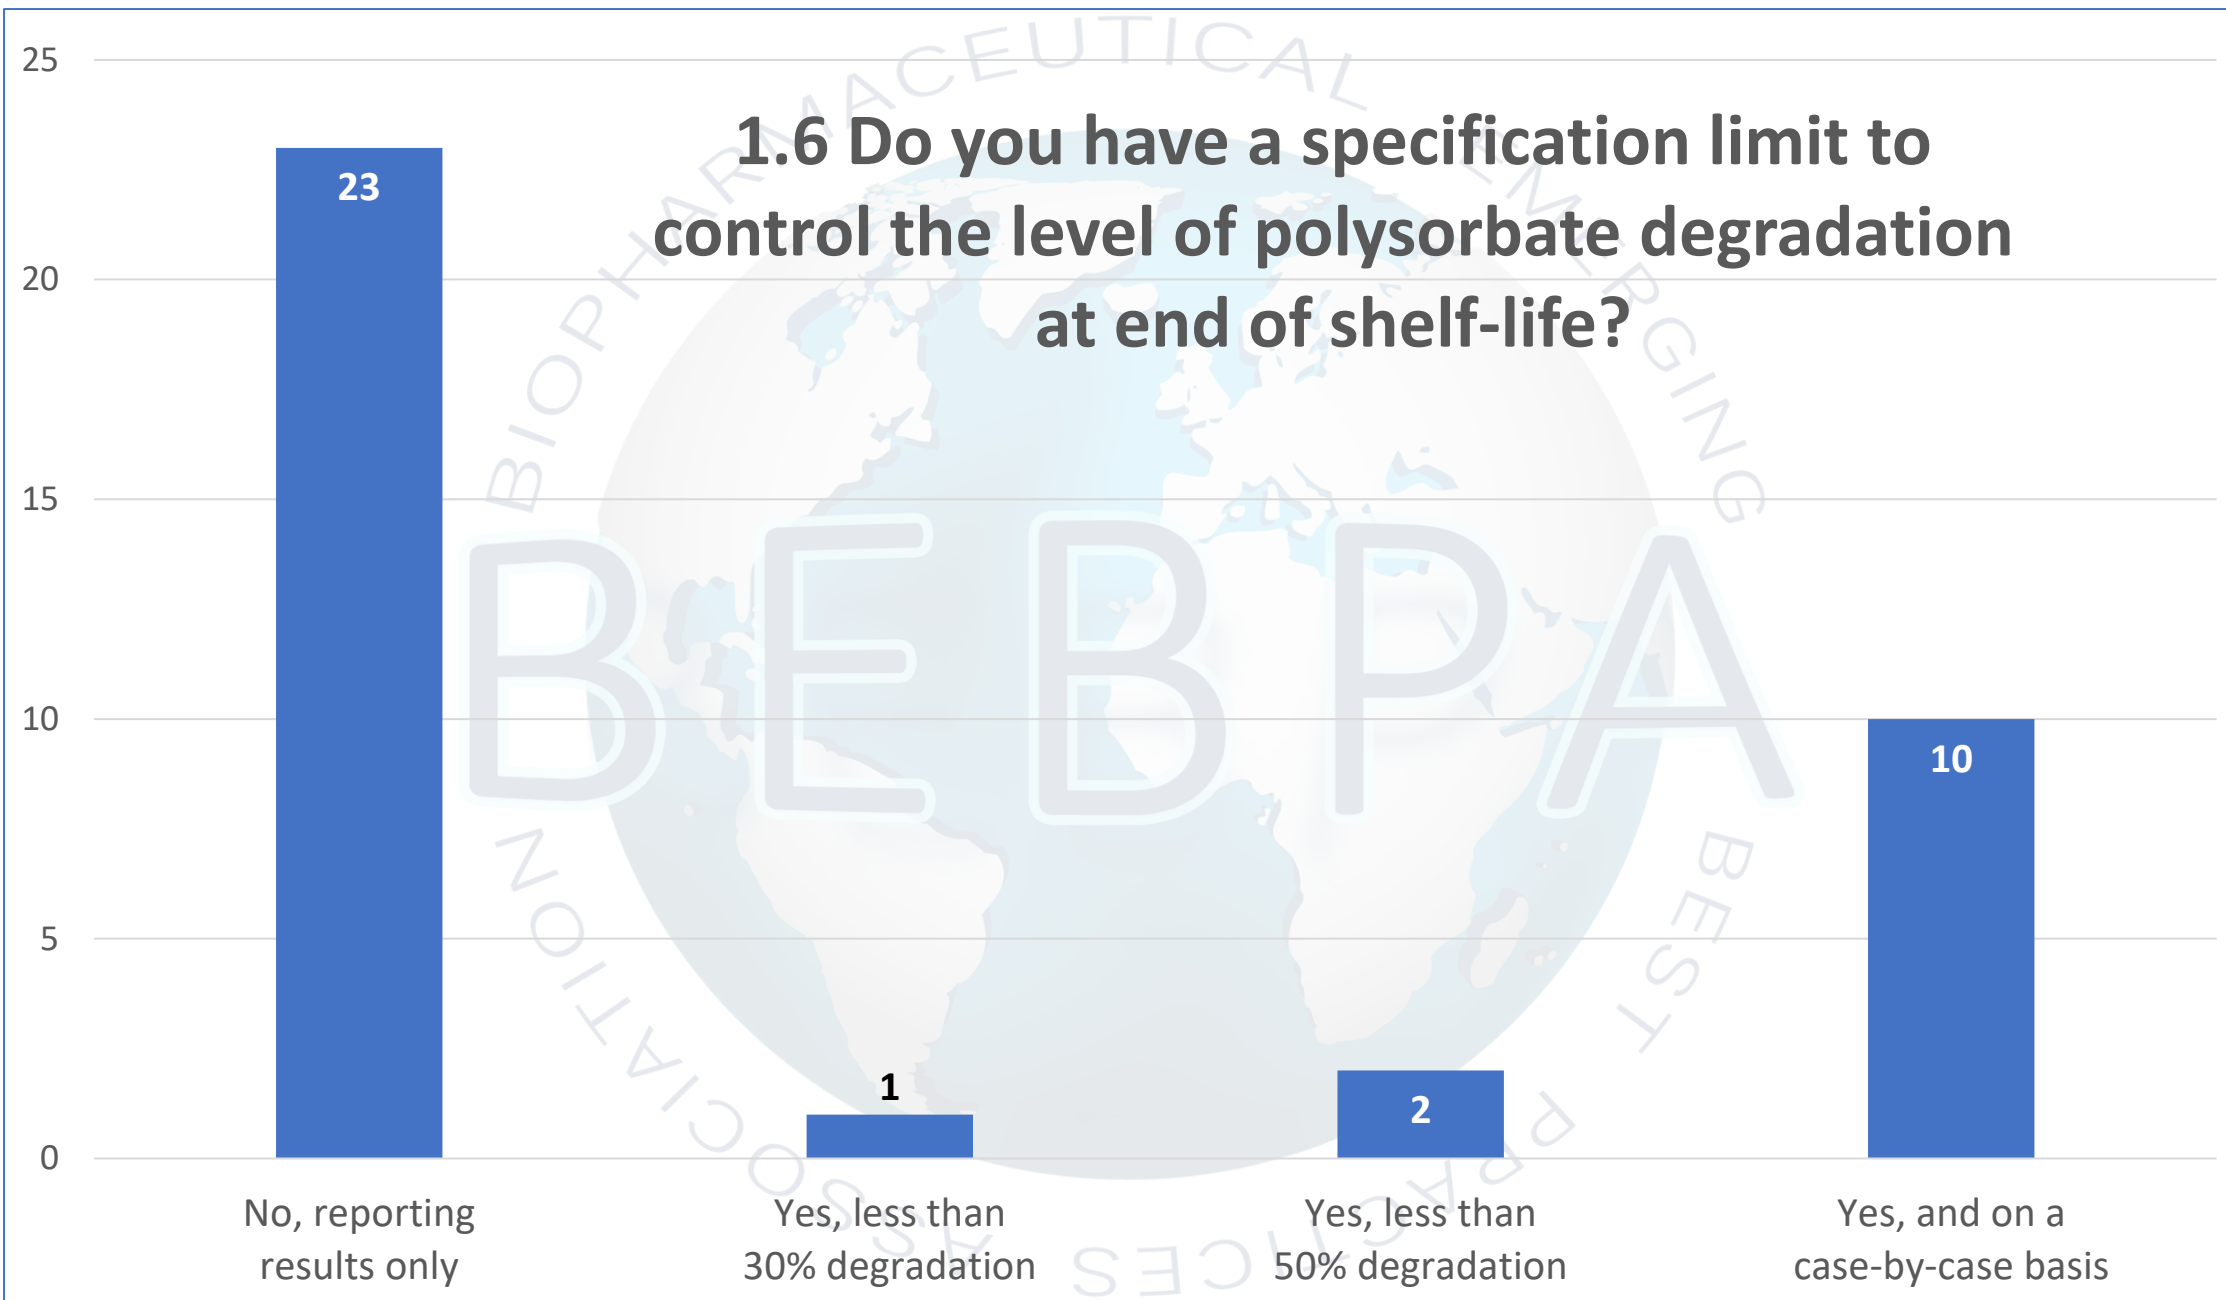 1.6 Do you have a specification limit to
control the level of polysorbate degradation
at end of shelf-life?
25
20
15
10
5
0
23
1
2
10
No, reporting
results only
Yes, less than
30% degradation
Yes, less than
50% degradation
Yes, and on a
case-by-case basis
BIOPHARMACEUTICAL EMERGING
BEBPA
BEST PRACTICES ASSOCIATION